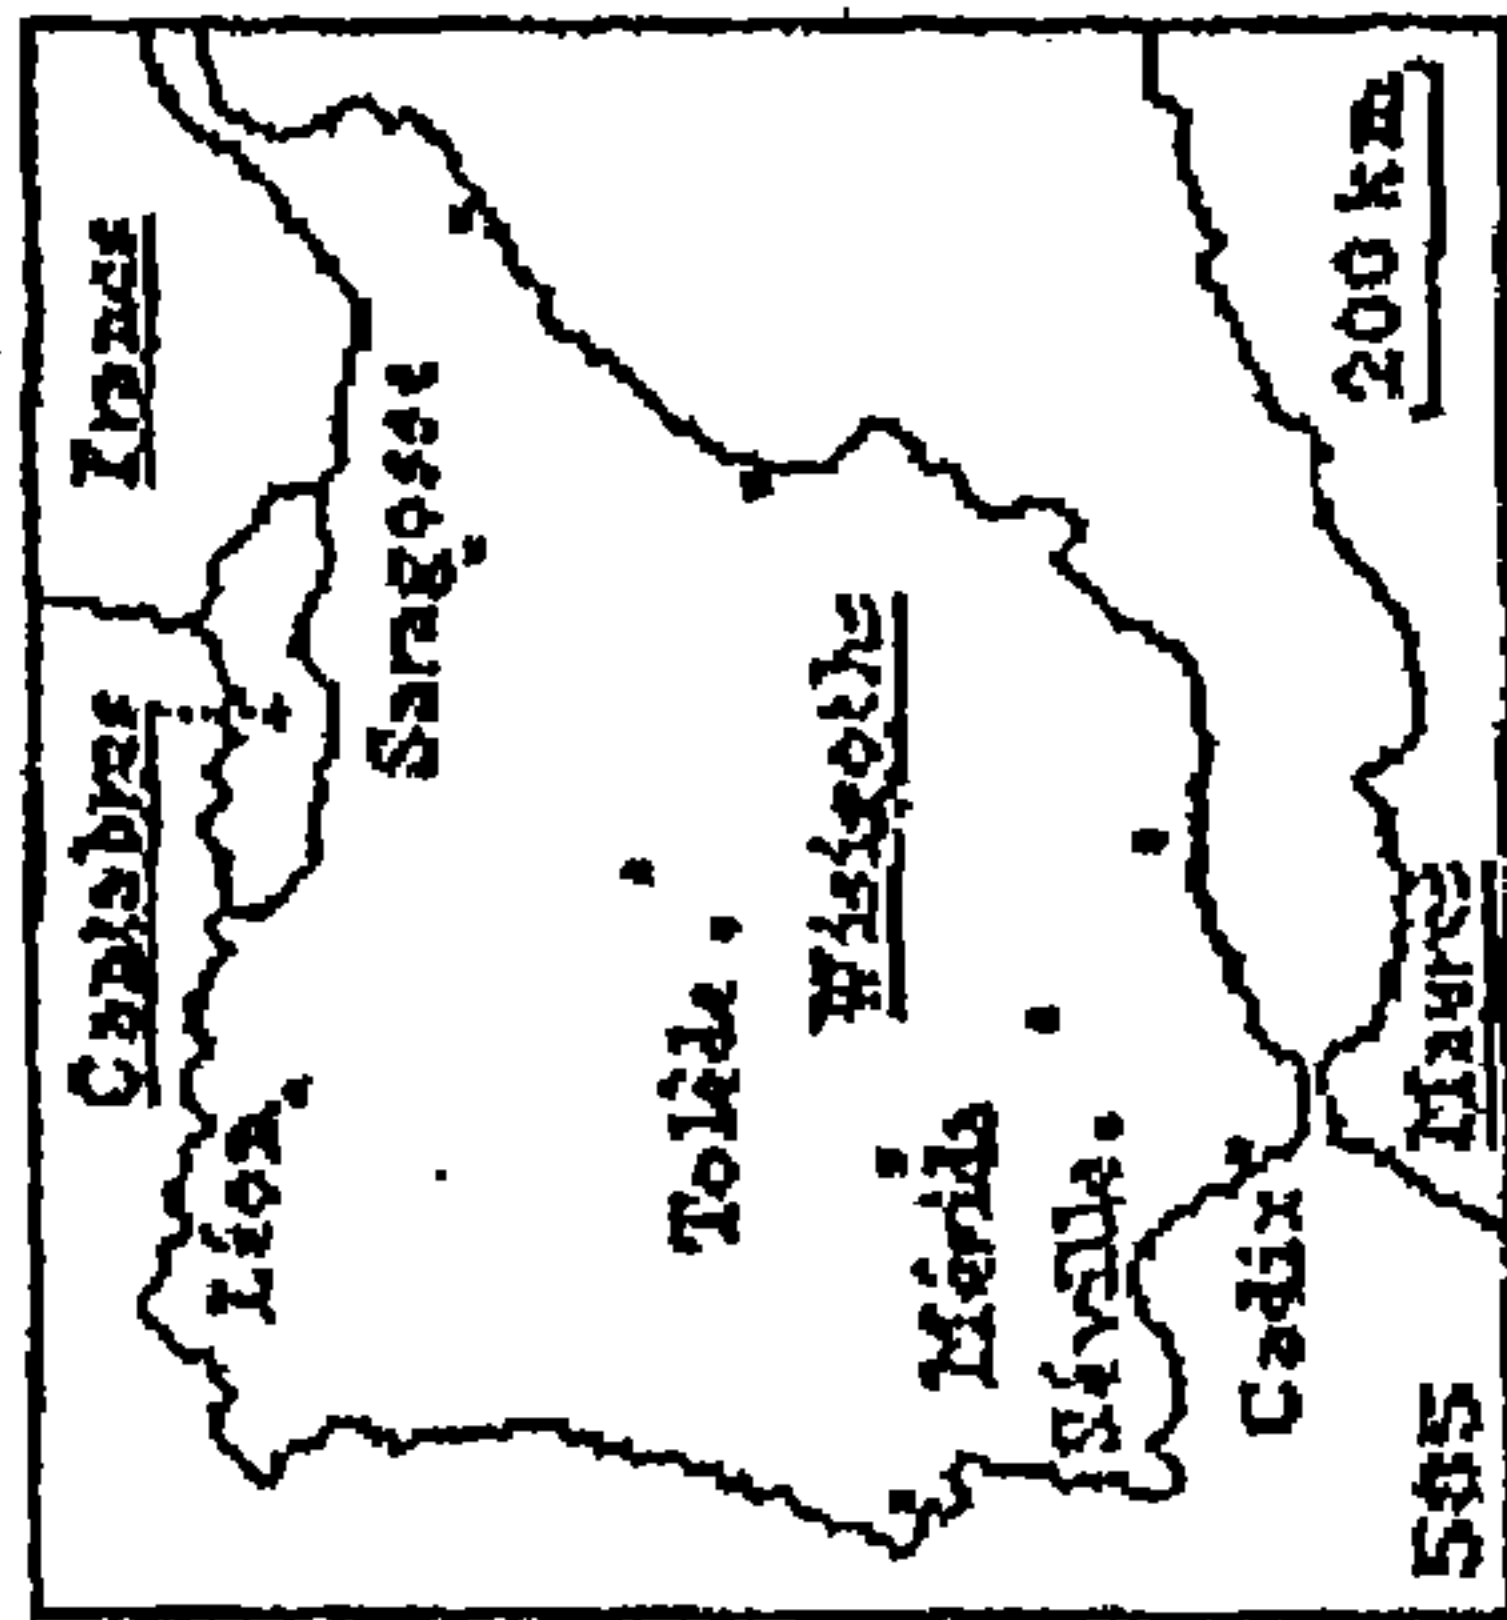 Cantabres
Francs
Léon
Saragosse
Tolède
Wisigoths
Mérida
Séville
Cadix
585
Maures
200 km